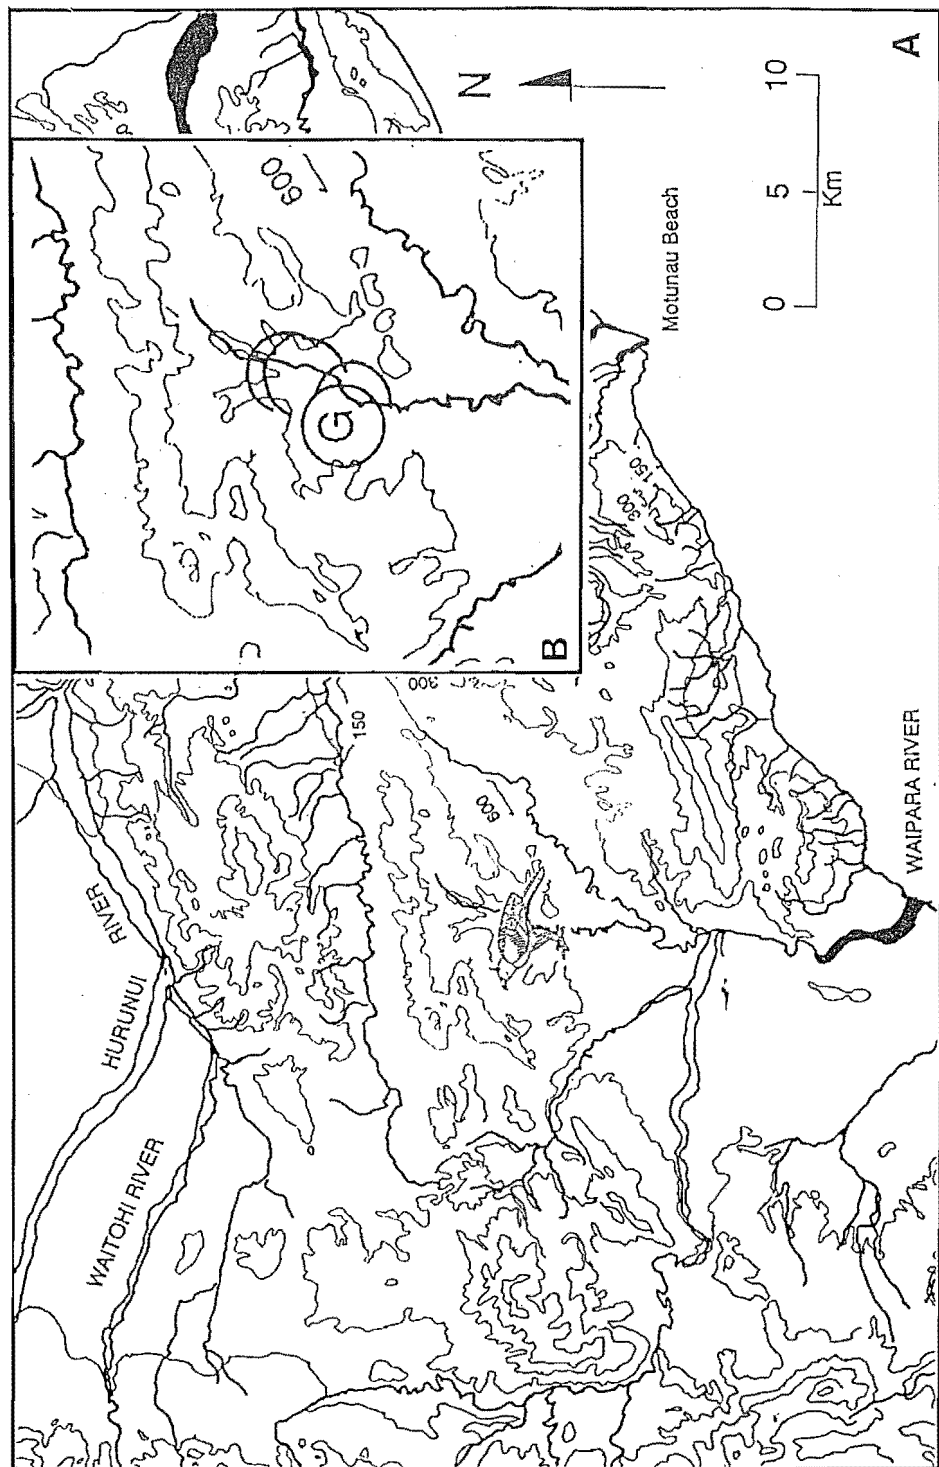 A
N
0 5 10
Km
Motunau Beach
600
G
B
300
150
300
150
600
HURUNUI
RIVER
WAITOHI RIVER
WAIPARA RIVER